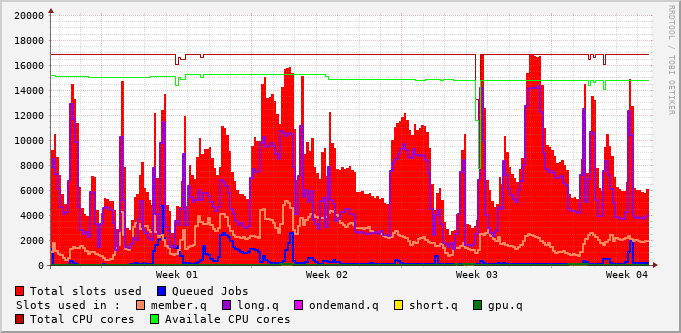 20000
18000
16000
14000
12000
10000
8000
6000
4000
2000
0
Week 01 Week 02 Week 03 Week 04
RRDTOOL / TOBI OETIKER
Total slots used Queued Jobs
Slots used in : member.q long.q ondemand.q short.q gpu.q
Total CPU cores Availale CPU cores